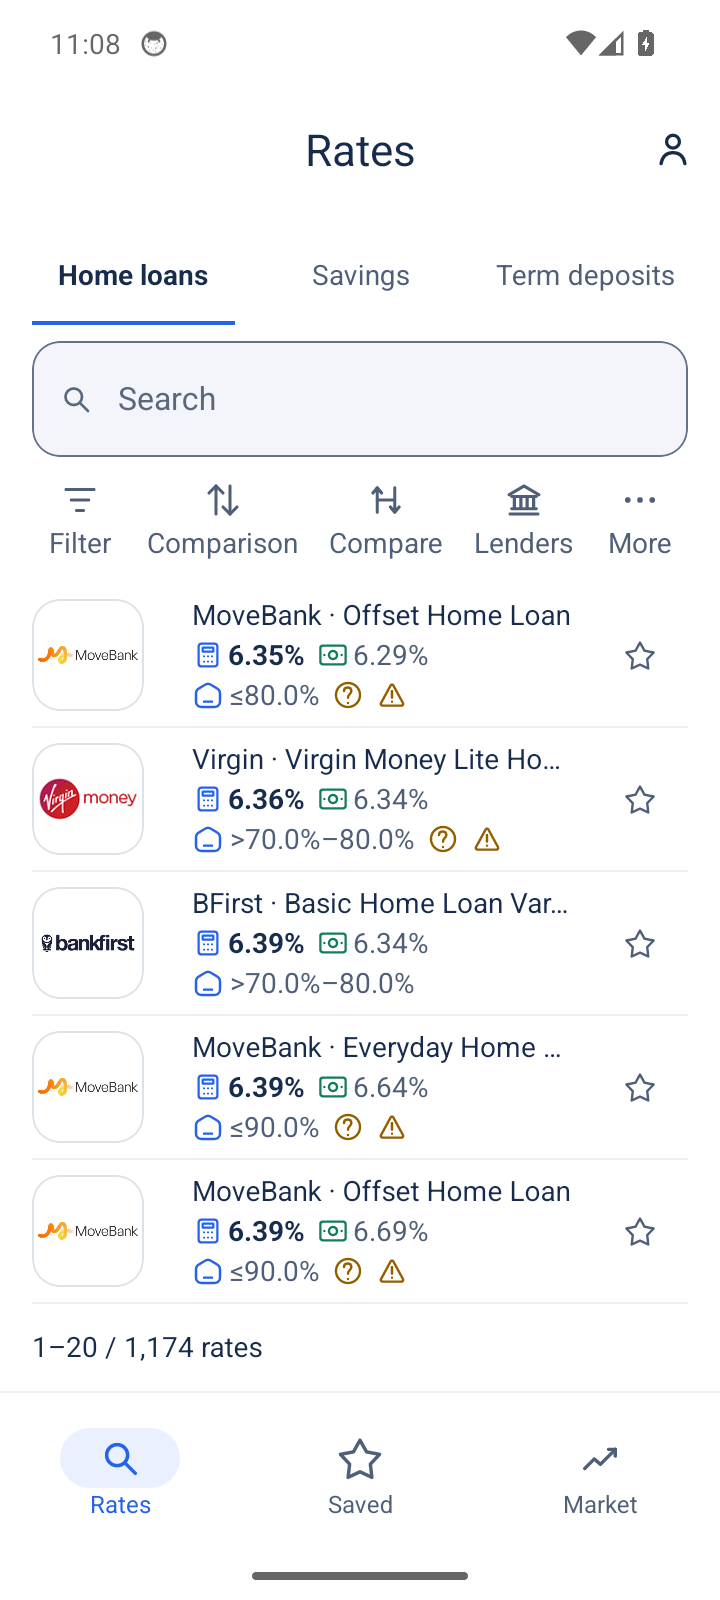 11:08
Rates
Home loans
Savings
Term deposits
Search
Filter
Comparison
Compare
Lenders
More
MoveBank
MoveBank · Offset Home Loan
6.35% 6.29%
≤80.0%
Virgin money
Virgin · Virgin Money Lite Ho...
6.36% 6.34%
>70.0%–80.0%
bankfirst
BFirst · Basic Home Loan Var...
6.39% 6.34%
>70.0%–80.0%
MoveBank
MoveBank · Everyday Home ...
6.39% 6.64%
≤90.0%
MoveBank
MoveBank · Offset Home Loan
6.39% 6.69%
≤90.0%
1–20 / 1,174 rates
Rates
Saved
Market